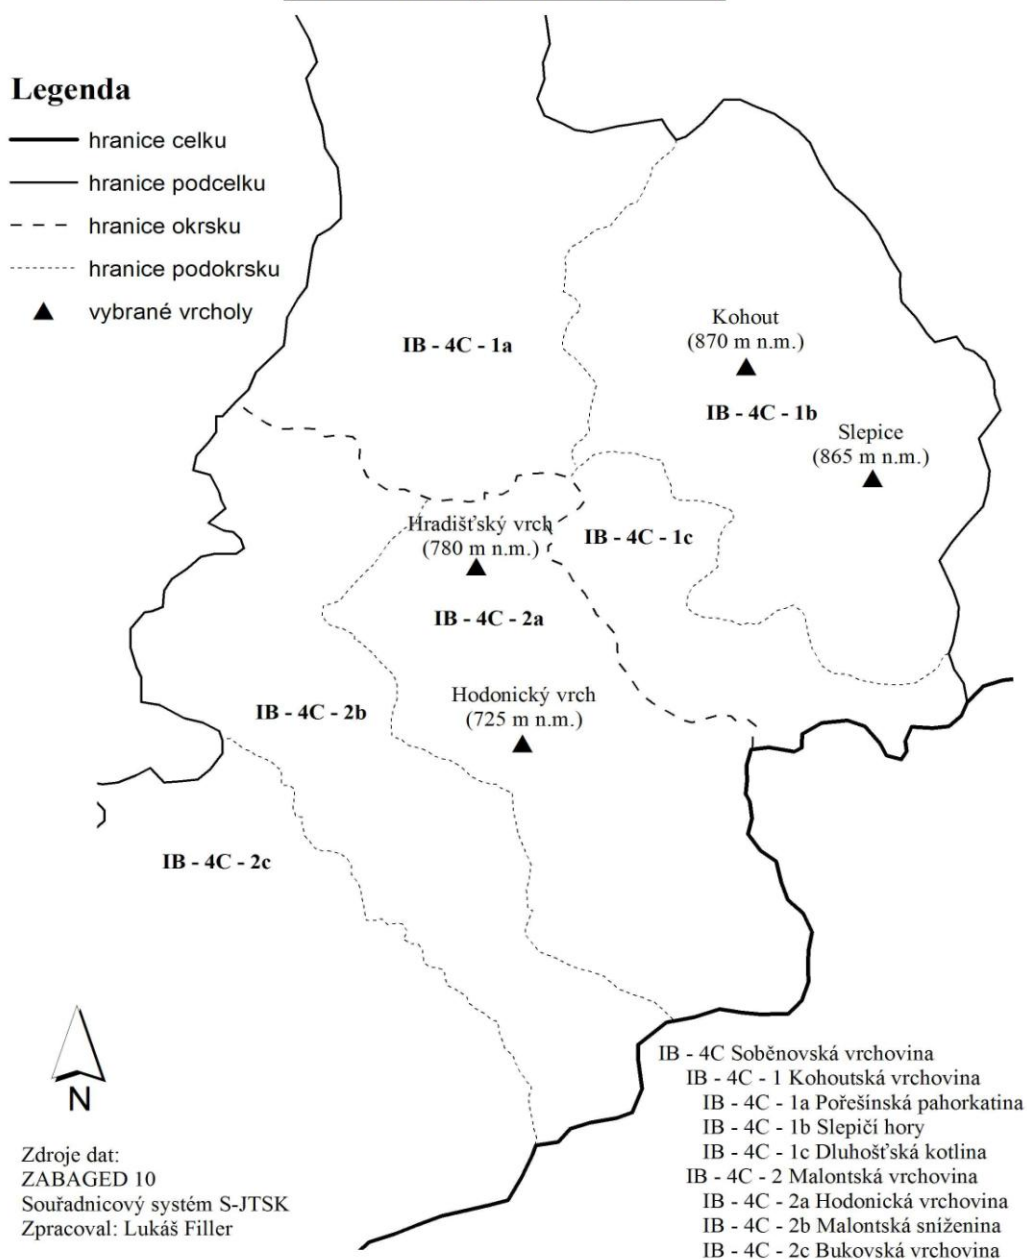 Legenda
hranice celku
hranice podcelku
hranice okrsku
hranice podokrsku
vybrané vrcholy
Kohout
(870 m n.m.)
IB - 4C - 1a
IB - 4C - 1b
Slepice
(865 m n.m.)
Hradišťský vrch
(780 m n.m.)
IB - 4C - 1c
IB - 4C - 2a
Hodonický vrch
(725 m n.m.)
IB - 4C - 2b
IB - 4C - 2c
N
Zdroje dat:
ZABAGED 10
Souřadnicový systém S-JTSK
Zpracoval: Lukáš Filler
IB - 4C Soběnovská vrchovina
IB - 4C - 1 Kohoutská vrchovina
IB - 4C - 1a Pořešínská pahorkatina
IB - 4C - 1b Slepičí hory
IB - 4C - 1c Dluhošťská kotlina
IB - 4C - 2 Malontská vrchovina
IB - 4C - 2a Hodonická vrchovina
IB - 4C - 2b Malontská sníženina
IB - 4C - 2c Bukovská vrchovina